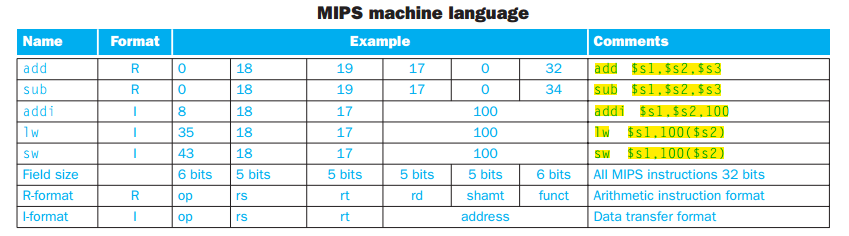 MIPS machine language
Name Format Example Comments
add R 0 18 19 17 0 32 add $s1,$s2,$s3
sub R 0 18 19 17 0 34 sub $s1,$s2,$s3
addi I 8 18 17 100 addi $s1,$s2,100
lw I 35 18 17 100 lw $s1,100($s2)
sw I 43 18 17 100 sw $s1,100($s2)
Field size 6 bits 5 bits 5 bits 5 bits 5 bits 6 bits All MIPS instructions 32 bits
R-format R op rs rt rd shamt funct Arithmetic instruction format
I-format I op rs rt address Data transfer format